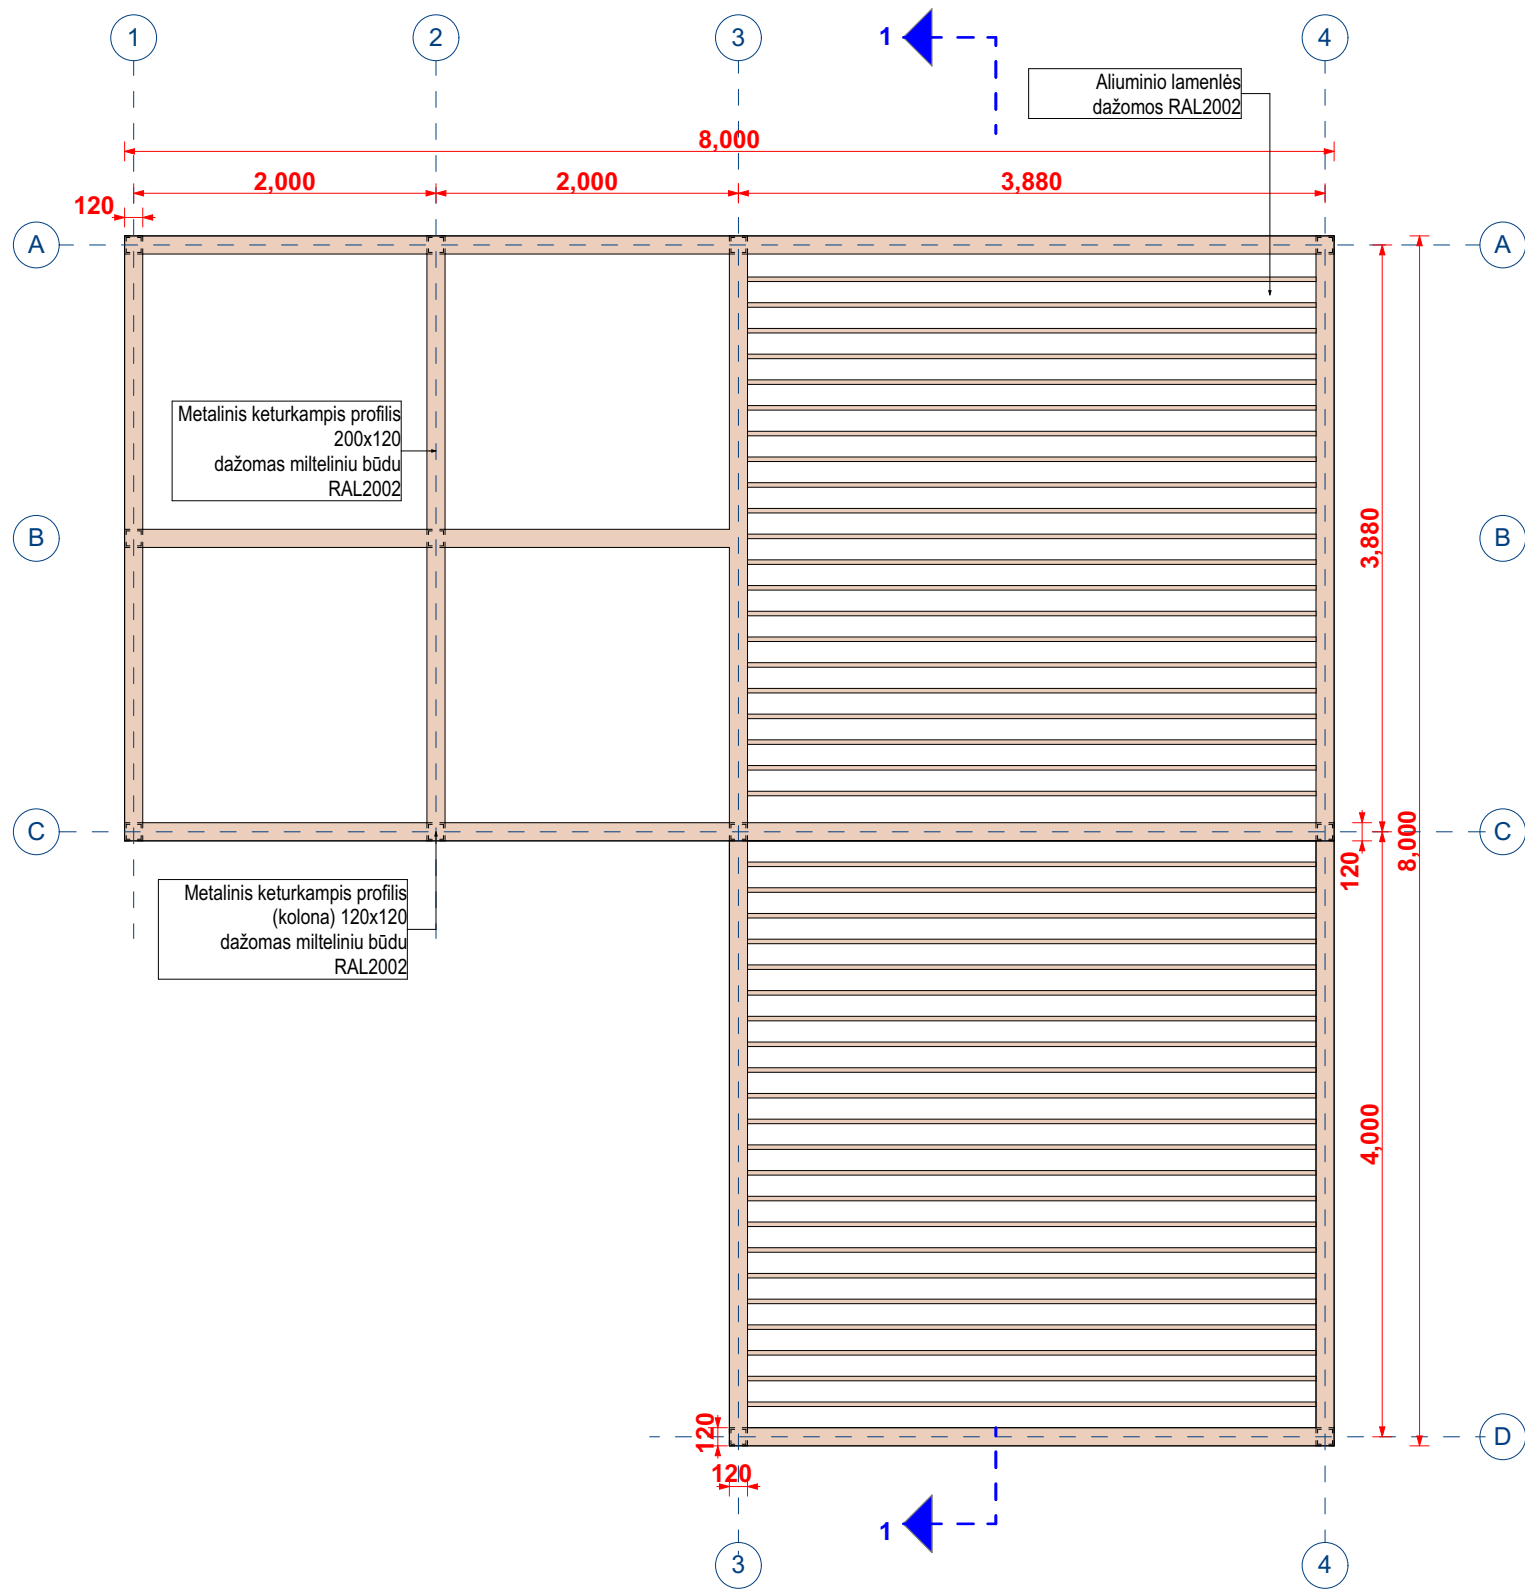 1
2
3
1
4
Aliuminio lamenlės
dažomos RAL2002
8,000
2,000
2,000
3,880
120
A
A
Metalinis keturkampis profilis
200x120
dažomas milteliniu būdu
RAL2002
B
3,880
B
C
120
8,000
C
Metalinis keturkampis profilis
(kolona) 120x120
dažomas milteliniu būdu
RAL2002
4,000
120
D
120
1
3
4